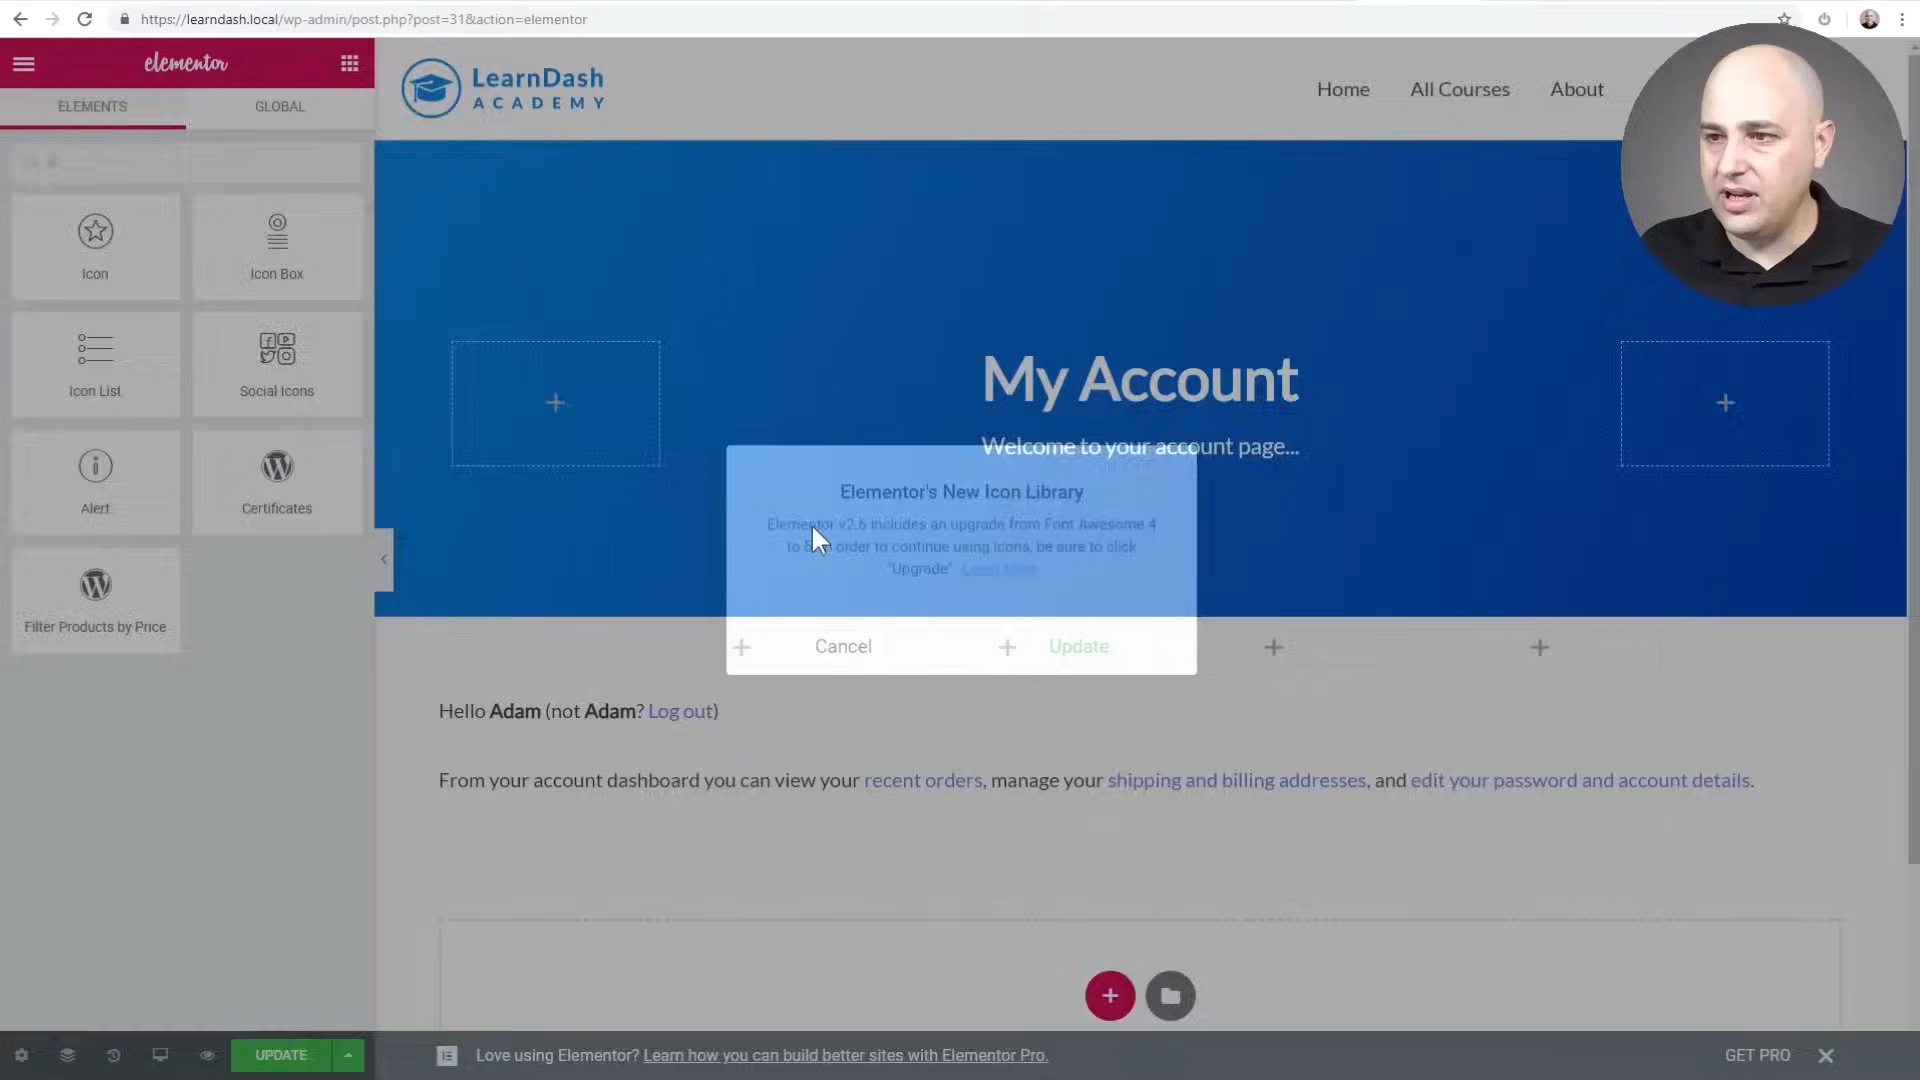 https://learndash.local/wp-admin/post.php?post=31&action=elementor
elementor
ELEMENTS
GLOBAL
Icon
Icon Box
Icon List
Social Icons
Alert
Certificates
Filter Products by Price
UPDATE
LearnDash
ACADEMY
Home
All Courses
About
My Account
Welcome to your account page...
Elementor's New Icon Library
Elementor v2.6 includes an upgrade from Font Awesome 4
to 5. In order to continue using icons, be sure to click
"Upgrade". Learn More
Cancel
Update
Hello Adam (not Adam? Log out)
From your account dashboard you can view your recent orders, manage your shipping and billing addresses, and edit your password and account details.
Love using Elementor? Learn how you can build better sites with Elementor Pro.
GET PRO